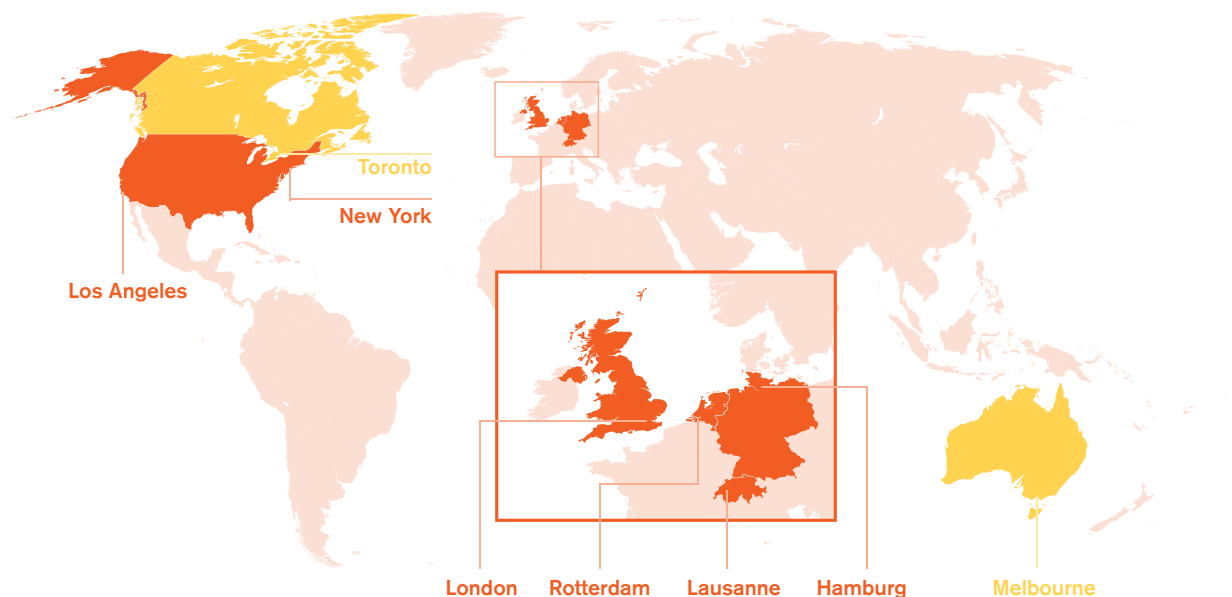 Toronto
New York
Los Angeles
London
Rotterdam
Lausanne
Hamburg
Melbourne